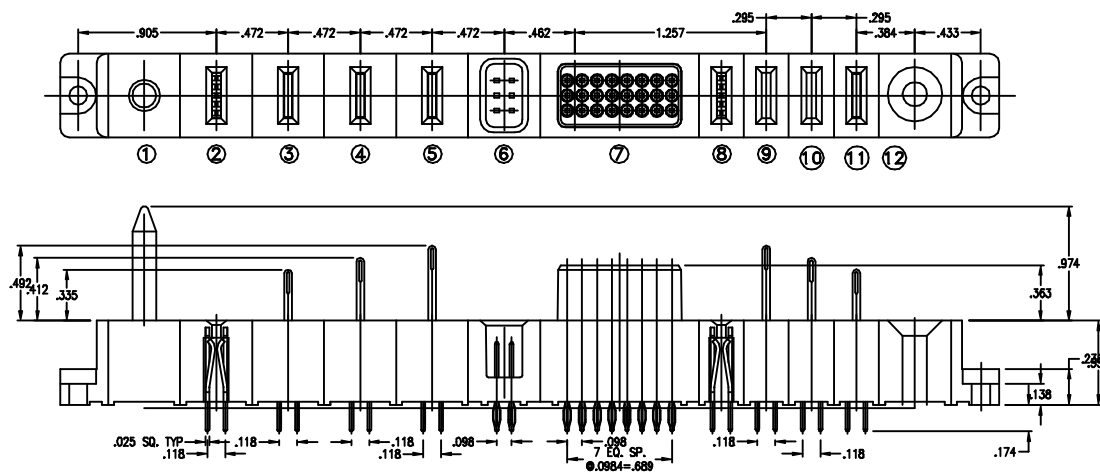 .295 .295
.905 .472 .472 .472 .472 .462 1.257 .384 .433
1 2 3 4 5 6 7 8 9 10 11 12
.492
.412
.335
.974
.363
.138
.025 SQ. TYP .118 .118 .098 .098 .118
.118 .118 7 EQ. SP. .118 .174
@.0984=.689